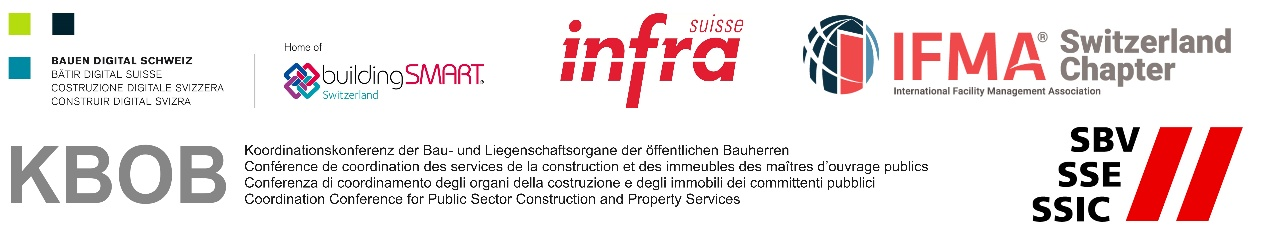 BAUEN DIGITAL SCHWEIZ
BÂTIR DIGITAL SUISSE
COSTRUZIONE DIGITALE SVIZZERA
CONSTRUIR DIGITAL SVIZRA
Home of
buildingSMART®
Switzerland
suisse
infra
IFMA®
Switzerland
Chapter
International Facility Management Association
KBOB
Koordinationskonferenz der Bau- und Liegenschaftsorgane der öffentlichen Bauherren
Conférence de coordination des services de la construction et des immeubles des maîtres d’ouvrage publics
Conferenza di coordinamento degli organi della costruzione e degli immobili dei committenti pubblici
Coordination Conference for Public Sector Construction and Property Services
SBV
SSE
SSIC